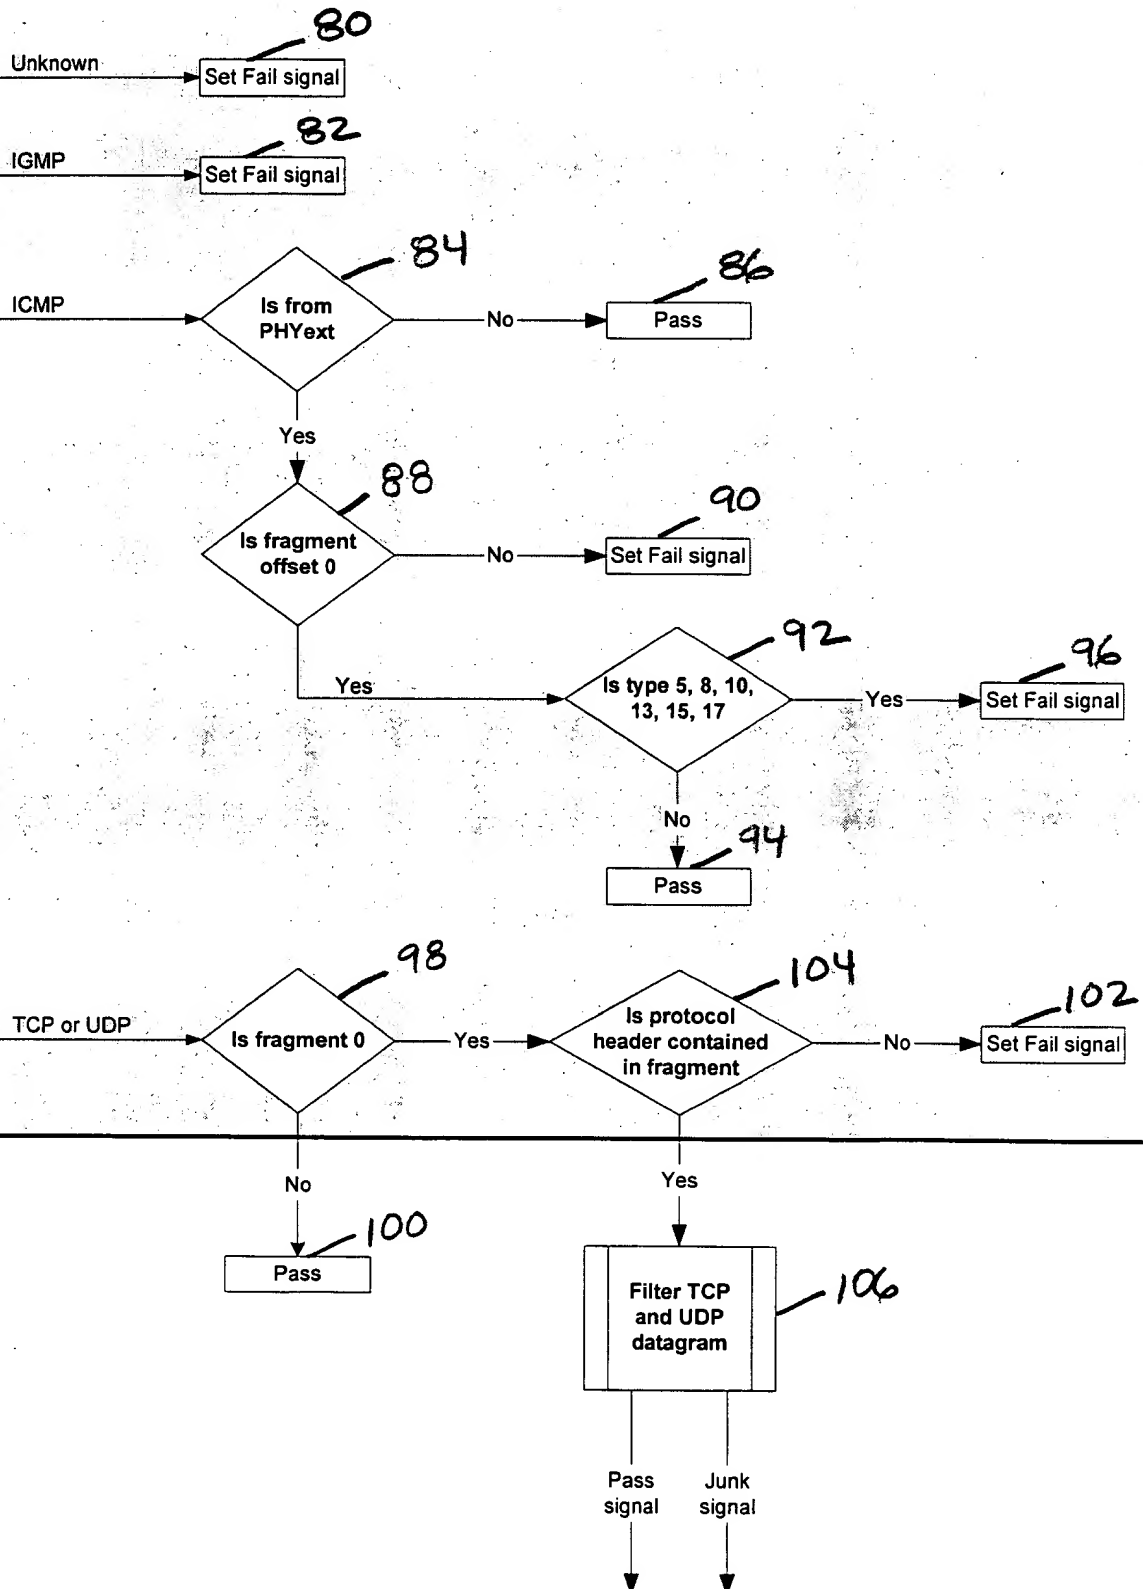 80
Unknown
Set Fail signal
82
IGMP
Set Fail signal
84
86
ICMP
Is from
PHYext
No
Pass
Yes
88
90
Is fragment
offset 0
No
Set Fail signal
92
96
Yes
Is type 5, 8, 10,
13, 15, 17
Yes
Set Fail signal
No
94
Pass
98
104
102
TCP or UDP
Is fragment 0
Yes
Is protocol
header contained
in fragment
No
Set Fail signal
No
Yes
100
Pass
Filter TCP
and UDP
datagram
106
Pass
signal
Junk
signal